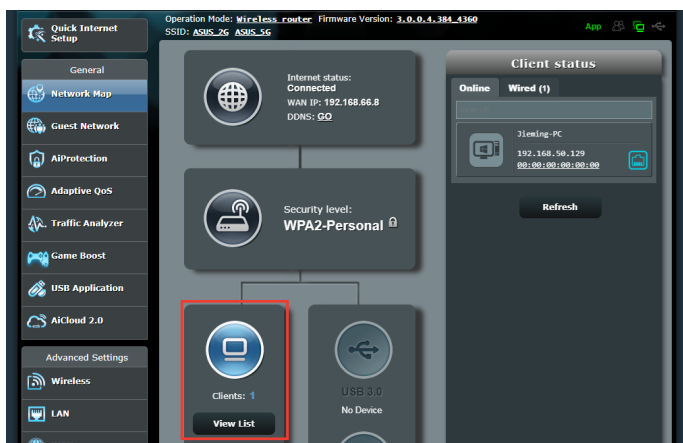 Quick Internet
Setup
Operation Mode: Wireless router Firmware Version: 3.0.0.4.384_4360
SSID: ASUS_2G ASUS_5G
App
General
Network Map
Guest Network
AiProtection
Adaptive QoS
Traffic Analyzer
Game Boost
USB Application
AiCloud 2.0
Advanced Settings
Wireless
LAN
Internet status:
Connected
WAN IP: 192.168.66.8
DDNS: GO
Security level:
WPA2-Personal
Clients: 1
View List
USB 3.0
No Device
Client status
Online Wired (1)
Jieming-PC
192.168.50.129
00:00:00:00:00:00
Refresh